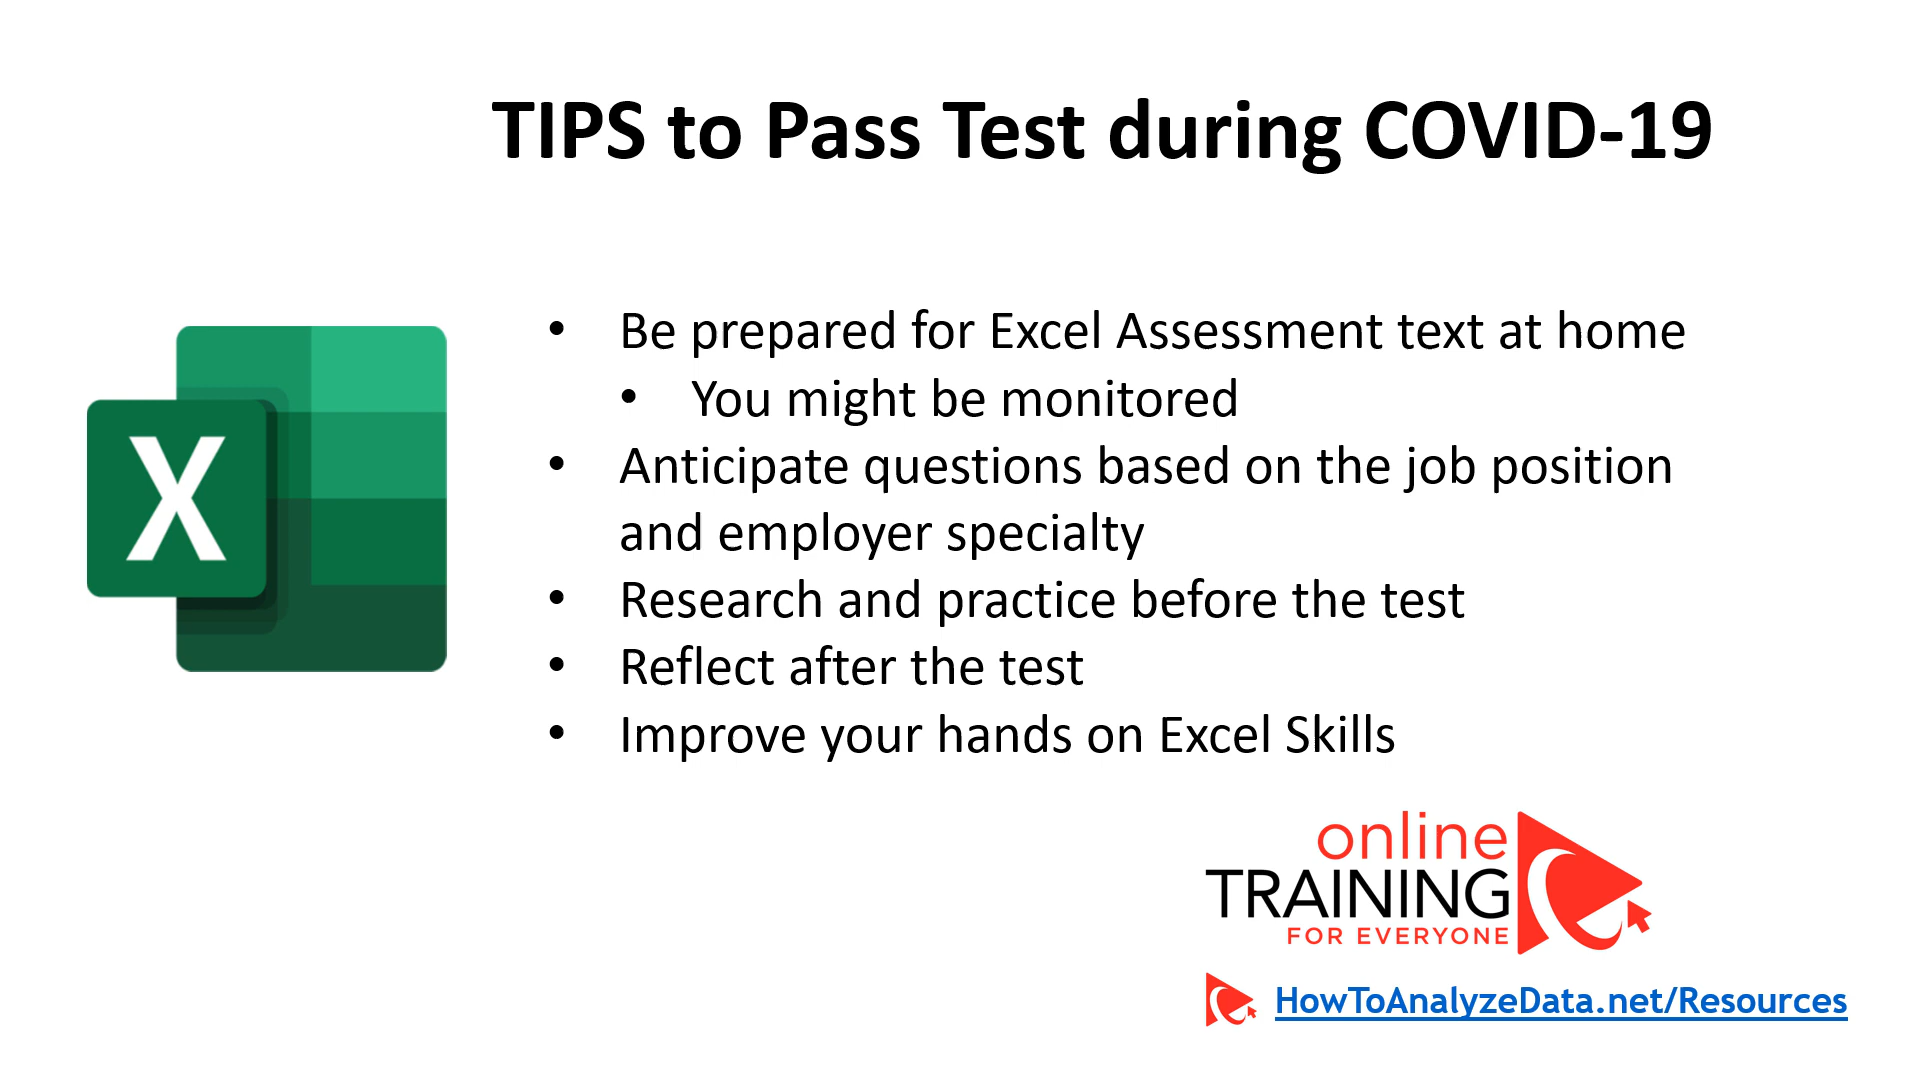 TIPS to Pass Test during COVID-19
X
• Be prepared for Excel Assessment text at home
• You might be monitored
• Anticipate questions based on the job position
and employer specialty
• Research and practice before the test
• Reflect after the test
• Improve your hands on Excel Skills
online
TRAINING
FOR EVERYONE
HowToAnalyzeData.net/Resources